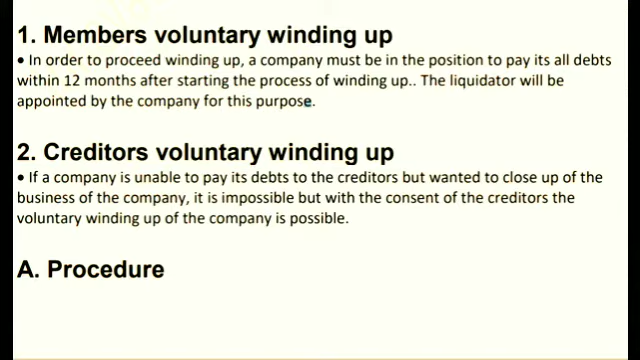 1. Members voluntary winding up
• In order to proceed winding up, a company must be in the position to pay its all debts
within 12 months after starting the process of winding up.. The liquidator will be
appointed by the company for this purpose.
2. Creditors voluntary winding up
• If a company is unable to pay its debts to the creditors but wanted to close up of the
business of the company, it is impossible but with the consent of the creditors the
voluntary winding up of the company is possible.
A. Procedure